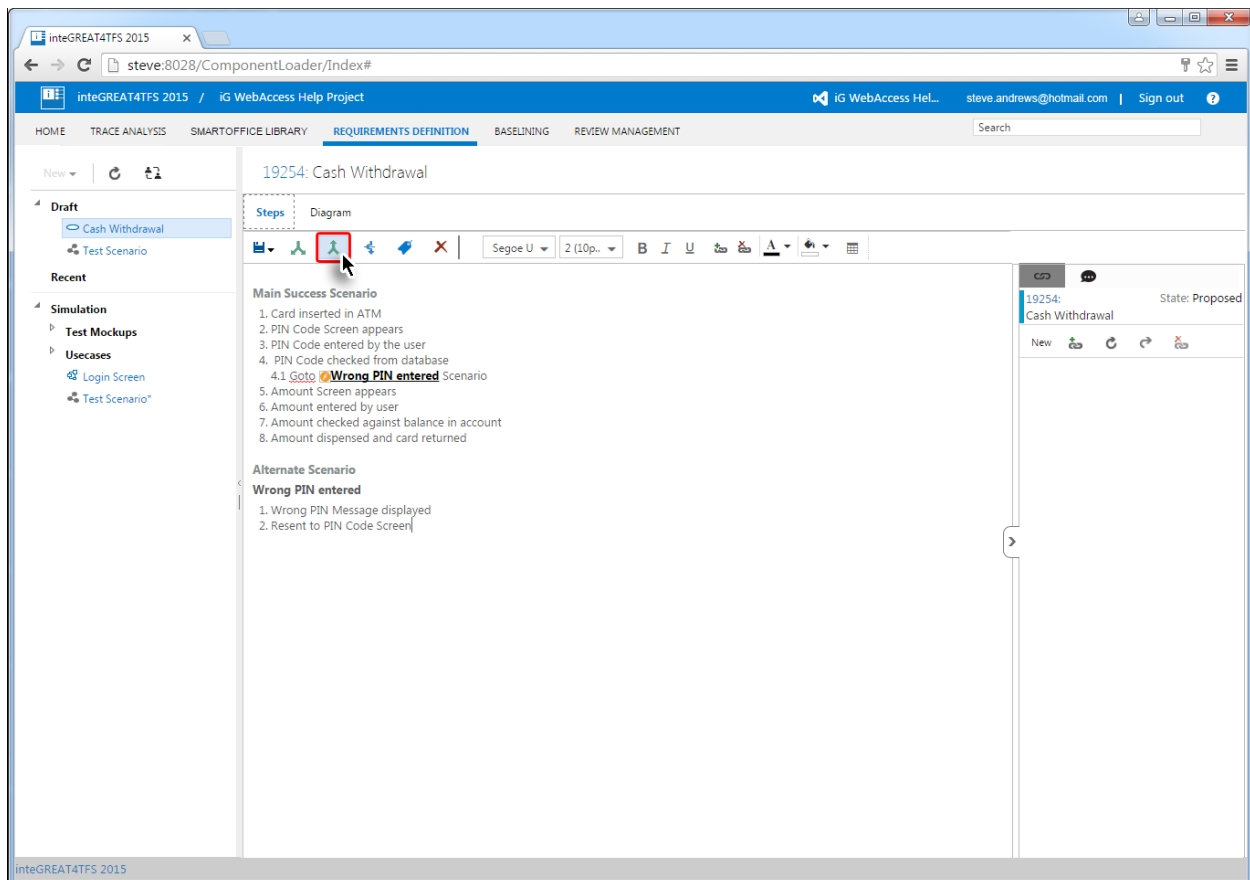 inteGREAT4TFS 2015
steve:8028/ComponentLoader/Index#
inteGREAT4TFS 2015 / iG WebAccess Help Project
iG WebAccess Hel... steve.andrews@hotmail.com | Sign out ?
HOME TRACE ANALYSIS SMARTOFFICE LIBRARY REQUIREMENTS DEFINITION BASELINING REVIEW MANAGEMENT
Search
New
Draft
Cash Withdrawal
Test Scenario
Recent
Simulation
Test Mockups
Usecases
Login Screen
Test Scenario*
19254: Cash Withdrawal
Steps Diagram
Segoe U 2 (10p.. B I U A
Main Success Scenario
1. Card inserted in ATM
2. PIN Code Screen appears
3. PIN Code entered by the user
4. PIN Code checked from database
4.1 Goto Wrong PIN entered Scenario
5. Amount Screen appears
6. Amount entered by user
7. Amount checked against balance in account
8. Amount dispensed and card returned
Alternate Scenario
Wrong PIN entered
1. Wrong PIN Message displayed
2. Resent to PIN Code Screen
19254: State: Proposed
Cash Withdrawal
New
inteGREAT4TFS 2015